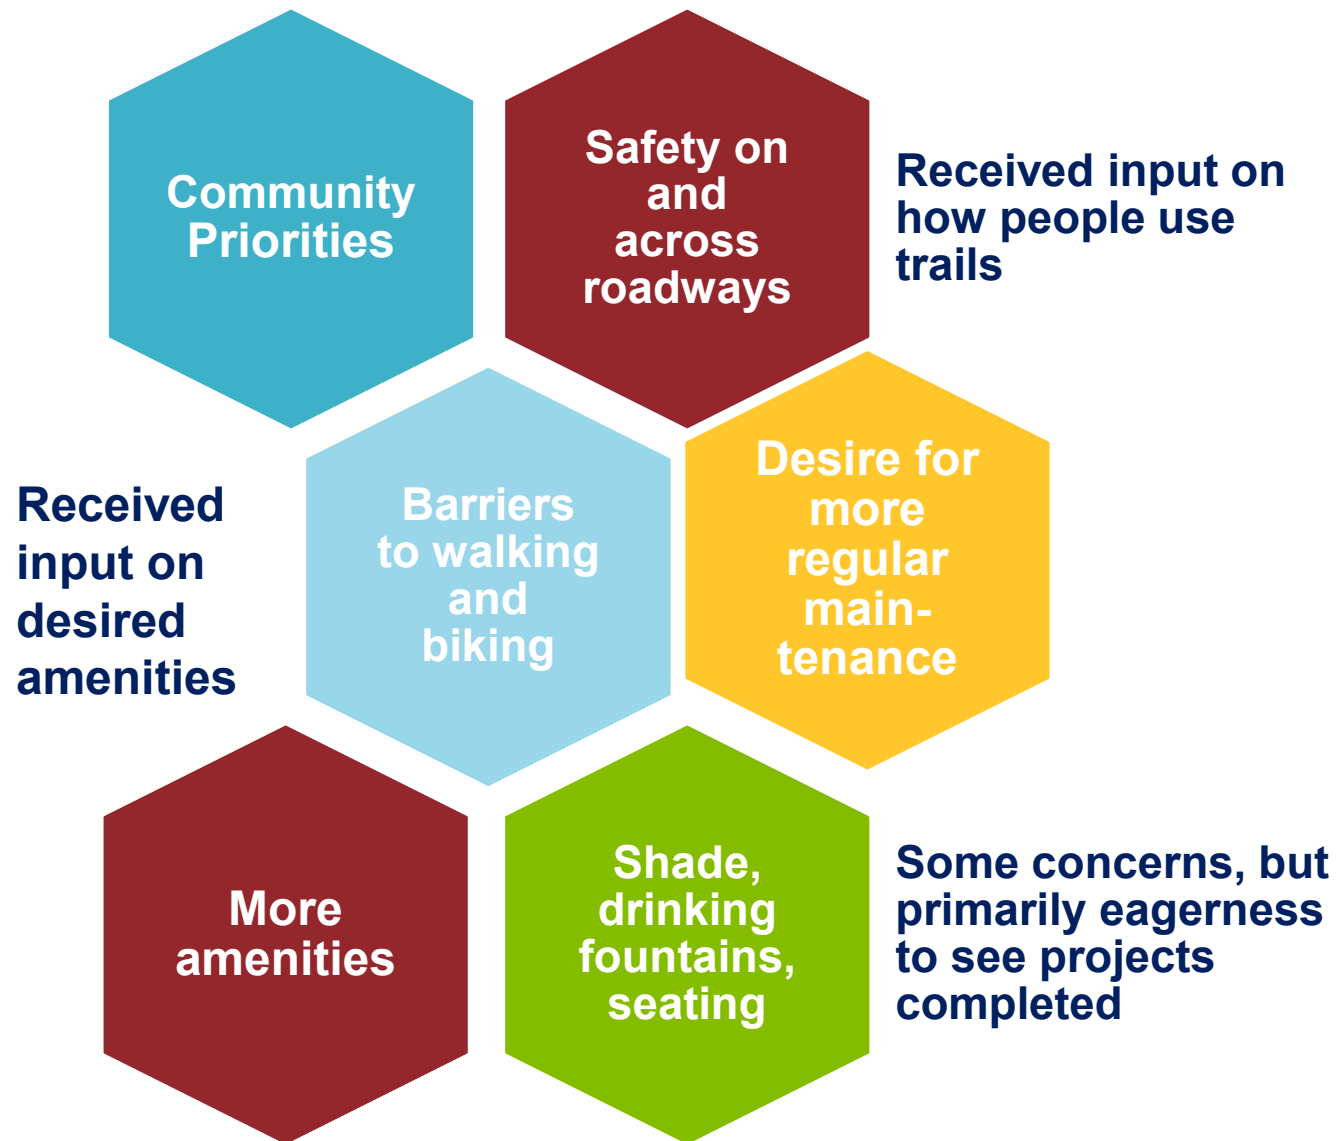 Community
Priorities
Safety on
and
across
roadways
Received input on
how people use
trails
Received
input on
desired
amenities
Barriers
to walking
and
biking
Desire for
more
regular
main-
tenance
More
amenities
Shade,
drinking
fountains,
seating
Some concerns, but
primarily eagerness
to see projects
completed